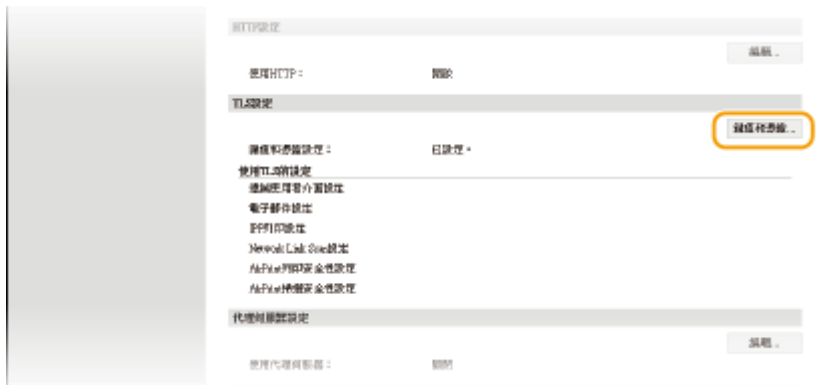 HTTP設定
編輯...
使用HTTP： 開啟
TLS設定
鍵值和憑證...
鍵值和憑證設定： 已設定。
使用TLS的設定
遠端使用者介面設定
電子郵件設定
IPP列印設定
Network Link Scan設定
AirPrint列印安全性設定
AirPrint掃描安全性設定
代理伺服器設定
編輯...
使用代理伺服器： 關閉